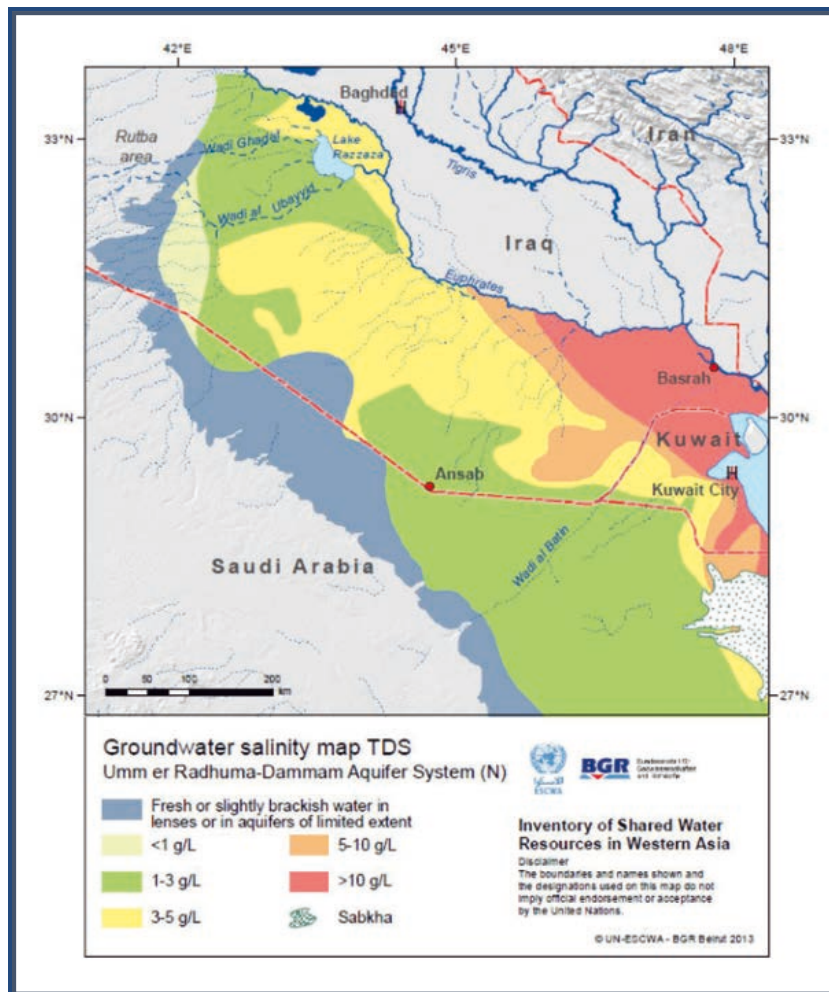 42°E 45°E 48°E
Baghdad
33°N 33°N
Rutba
area
Wadi Ghadaf
Lake
Razzaza
Iran
Tigris
Wadi al Ubayyid
Iraq
Euphrates
Basrah
30°N 30°N
Kuwait
Ansab
Kuwait City
Saudi Arabia
Wadi al Batin
0 50 100 200
km
27°N 27°N
Groundwater salinity map TDS
Umm er Radhuma-Dammam Aquifer System (N)
Fresh or slightly brackish water in
lenses or in aquifers of limited extent
<1 g/L
1-3 g/L
3-5 g/L
5-10 g/L
>10 g/L
Sabkha
ESCWA
BGR
Inventory of Shared Water
Resources in Western Asia
Disclaimer
The boundaries and names shown and
the designations used on this map do not
imply official endorsement or acceptance
by the United Nations.
© UN-ESCWA - BGR Beirut 2013